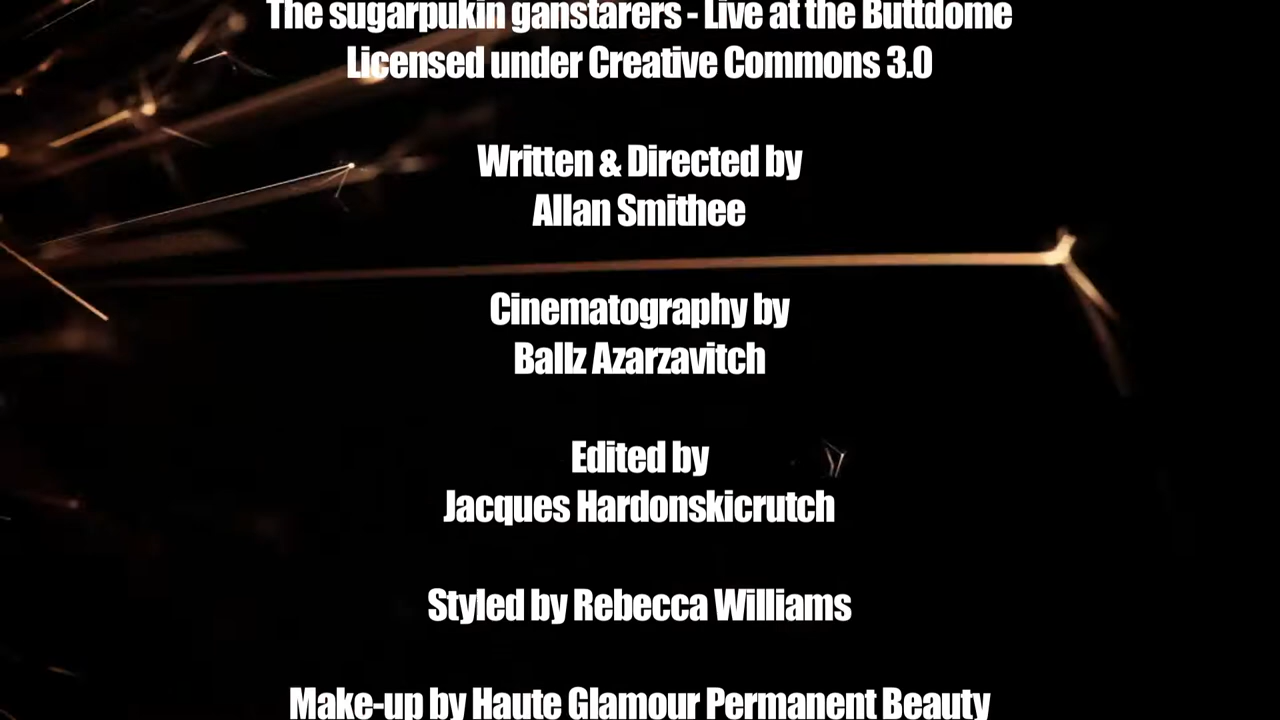 The sugarpukin ganstarers - Live at the Buttdome
Licensed under Creative Commons 3.0
Written & Directed by
Allan Smithee
Cinematography by
Ballz Azarzavitch
Edited by
Jacques Hardonskicrutch
Styled by Rebecca Williams
Make-up by Haute Glamour Permanent Beauty